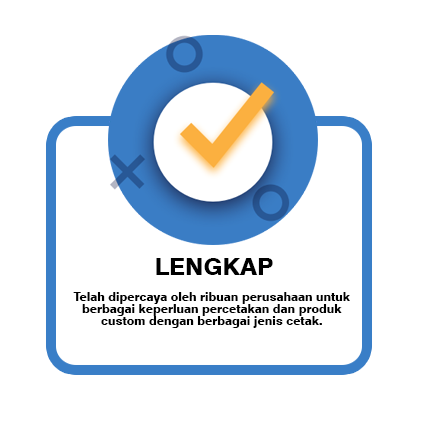 LENGKAP
Telah dipercaya oleh ribuan perusahaan untuk
berbagai keperluan percetakan dan produk
custom dengan berbagai jenis cetak.